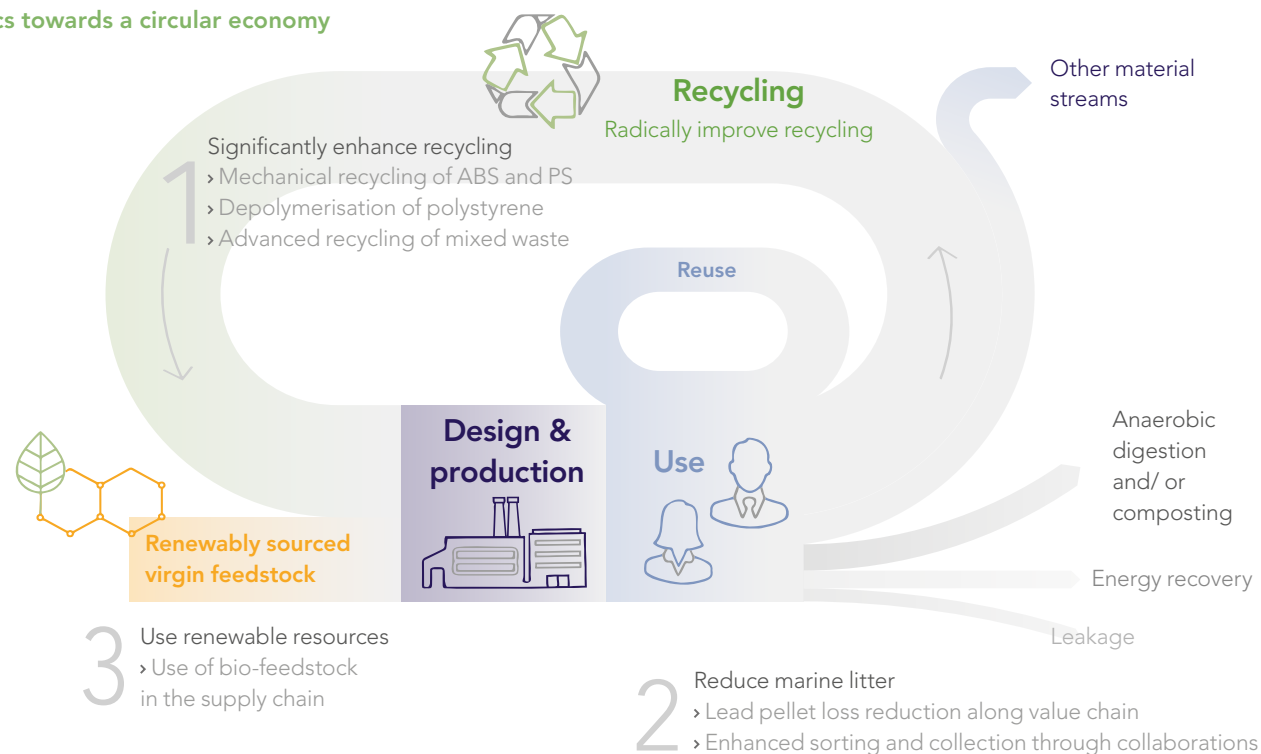 towards a circular economy
Recycling
Radically improve recycling
Other material
streams
1
Significantly enhance recycling
› Mechanical recycling of ABS and PS
› Depolymerisation of polystyrene
› Advanced recycling of mixed waste
Reuse
Design &
production
Use
Anaerobic
digestion
and/ or
composting
Renewably sourced
virgin feedstock
Energy recovery
Leakage
3
Use renewable resources
› Use of bio-feedstock
in the supply chain
2
Reduce marine litter
› Lead pellet loss reduction along value chain
› Enhanced sorting and collection through collaborations